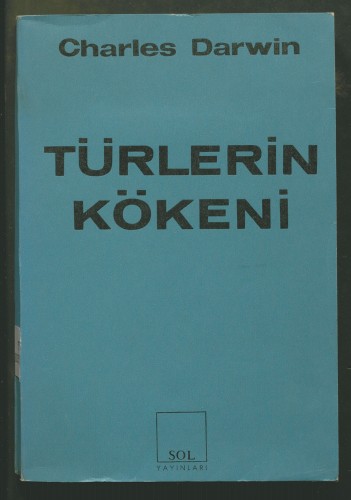 Charles Darwin
TÜRLERİN
KÖKENİ
SOL
YAYINLARI